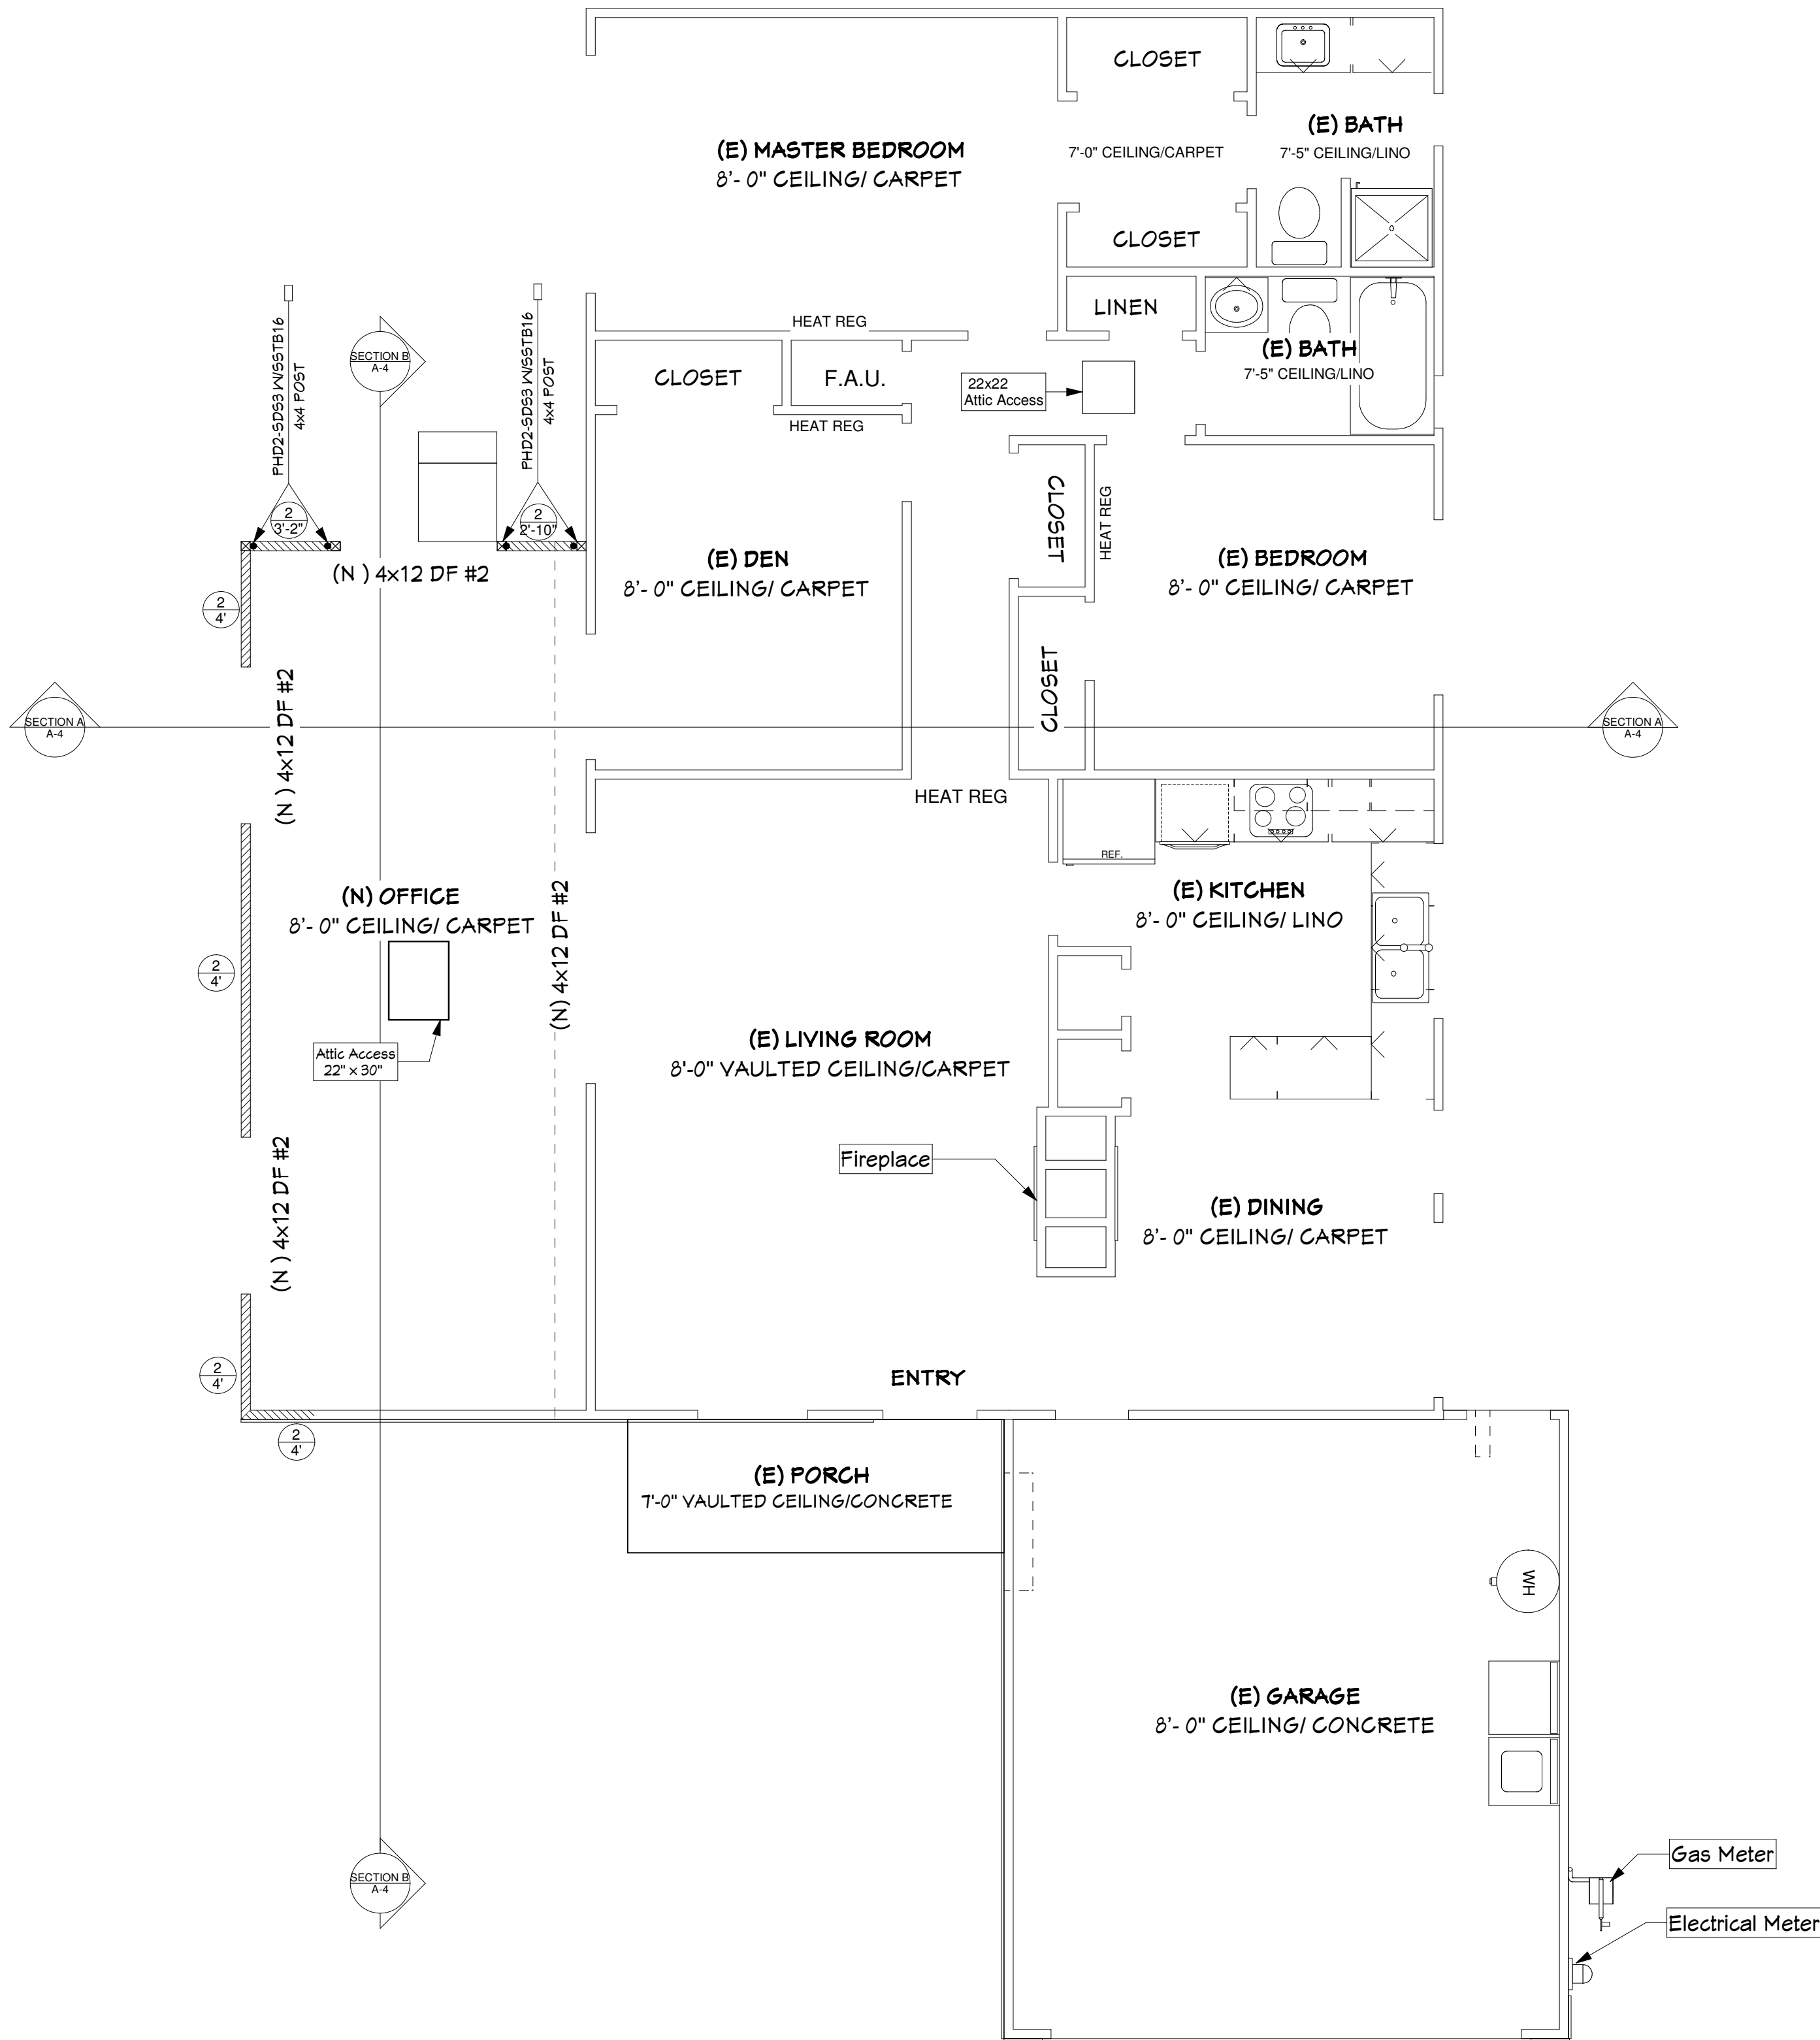 CLOSET
(E) BATH
7'-5" CEILING/LINO
(E) MASTER BEDROOM
8'- 0" CEILING/ CARPET
7'-0" CEILING/CARPET
CLOSET
LINEN
HEAT REG
(E) BATH
7'-5" CEILING/LINO
PHD2-SDS3 W/SSTB16
4x4 POST
SECTION B
A-4
PHD2-SDS3 W/SSTB16
4x4 POST
CLOSET
F.A.U.
22x22
Attic Access
HEAT REG
CLOSET
HEAT REG
2
3'-2"
2
2'-10"
(N ) 4x12 DF #2
(E) DEN
8'- 0" CEILING/ CARPET
(E) BEDROOM
8'- 0" CEILING/ CARPET
2
4'
(N ) 4x12 DF #2
CLOSET
SECTION A
A-4
SECTION A
A-4
HEAT REG
REF.
(N) OFFICE
8'- 0" CEILING/ CARPET
(N) 4x12 DF #2
(E) KITCHEN
8'- 0" CEILING/ LINO
2
4'
Attic Access
22" x 30"
(E) LIVING ROOM
8'-0" VAULTED CEILING/CARPET
Fireplace
(N ) 4x12 DF #2
(E) DINING
8'- 0" CEILING/ CARPET
2
4'
ENTRY
2
4'
(E) PORCH
7'-0" VAULTED CEILING/CONCRETE
WH
(E) GARAGE
8'- 0" CEILING/ CONCRETE
Gas Meter
SECTION B
A-4
Electrical Meter